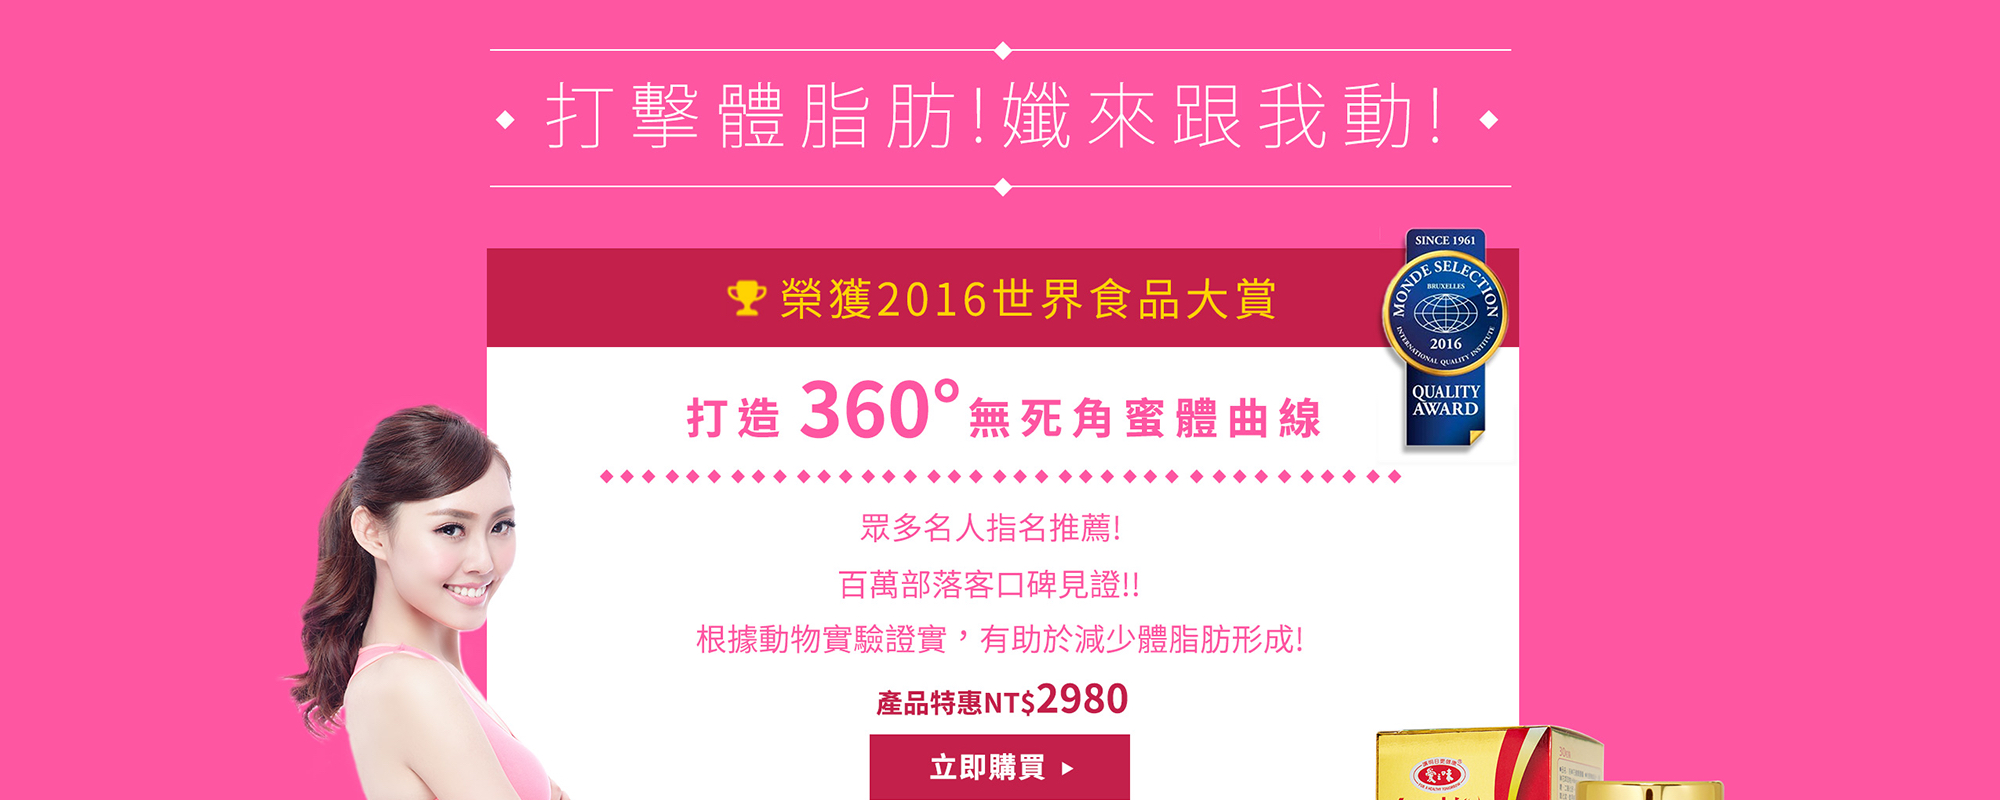 打擊體脂肪!孅來跟我動!
SINCE 1961
MONDE SELECTION
BRUXELLES
2016
INTERNATIONAL QUALITY INSTITUTE
QUALITY
AWARD
榮獲2016世界食品大賞
打造 360°無死角蜜體曲線
眾多名人指名推薦!
百萬部落客口碑見證!!
根據動物實驗證實，有助於減少體脂肪形成!
產品特惠NT$2980
立即購買
愛之味